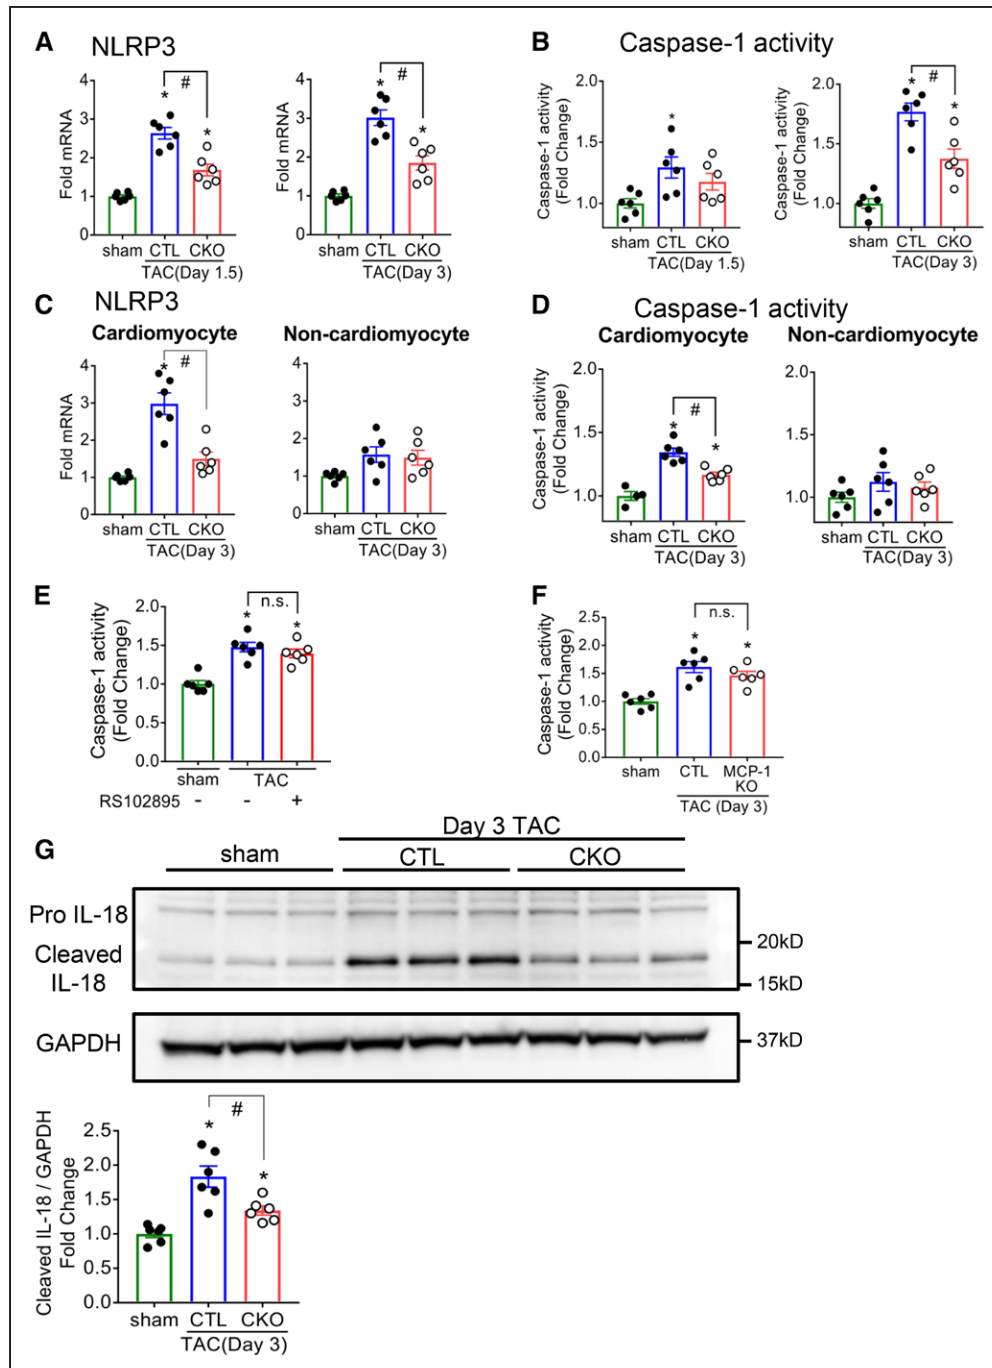 A NLRP3
Fold mRNA
4
3
2
1
0
* * #
sham CTL CKO
TAC(Day 1.5)
Fold mRNA
4
3
2
1
0
* * #
sham CTL CKO
TAC(Day 3)
B Caspase-1 activity
Caspase-1 activity
(Fold Change)
2.0
1.5
1.0
*
sham CTL CKO
TAC(Day 1.5)
Caspase-1 activity
(Fold Change)
2.0
1.5
1.0
* # *
sham CTL CKO
TAC(Day 3)
C NLRP3
Cardiomyocyte
Fold mRNA
4
3
2
1
0
* #
sham CTL CKO
TAC(Day 3)
Non-cardiomyocyte
4
3
2
1
0
sham CTL CKO
TAC(Day 3)
D Caspase-1 activity
Cardiomyocyte
Caspase-1 activity
(Fold Change)
2.0
1.5
1.0
* # *
sham CTL CKO
TAC(Day 3)
Non-cardiomyocyte
2.0
1.5
1.0
sham CTL CKO
TAC(Day 3)
E
Caspase-1 activity
(Fold Change)
2.0
1.5
1.0
0.5
0.0
* n.s. *
sham TAC
RS102895 - - +
F
Caspase-1 activity
(Fold Change)
2.5
2.0
1.5
1.0
0.5
0.0
* n.s. *
sham CTL MCP-1
KO
TAC (Day 3)
G
Day 3 TAC
sham CTL CKO
Pro IL-18
Cleaved
IL-18
20kD
15kD
GAPDH
37kD
Cleaved IL-18 / GAPDH
Fold Change
2.5
2.0
1.5
1.0
0.5
0.0
* # *
sham CTL CKO
TAC(Day 3)